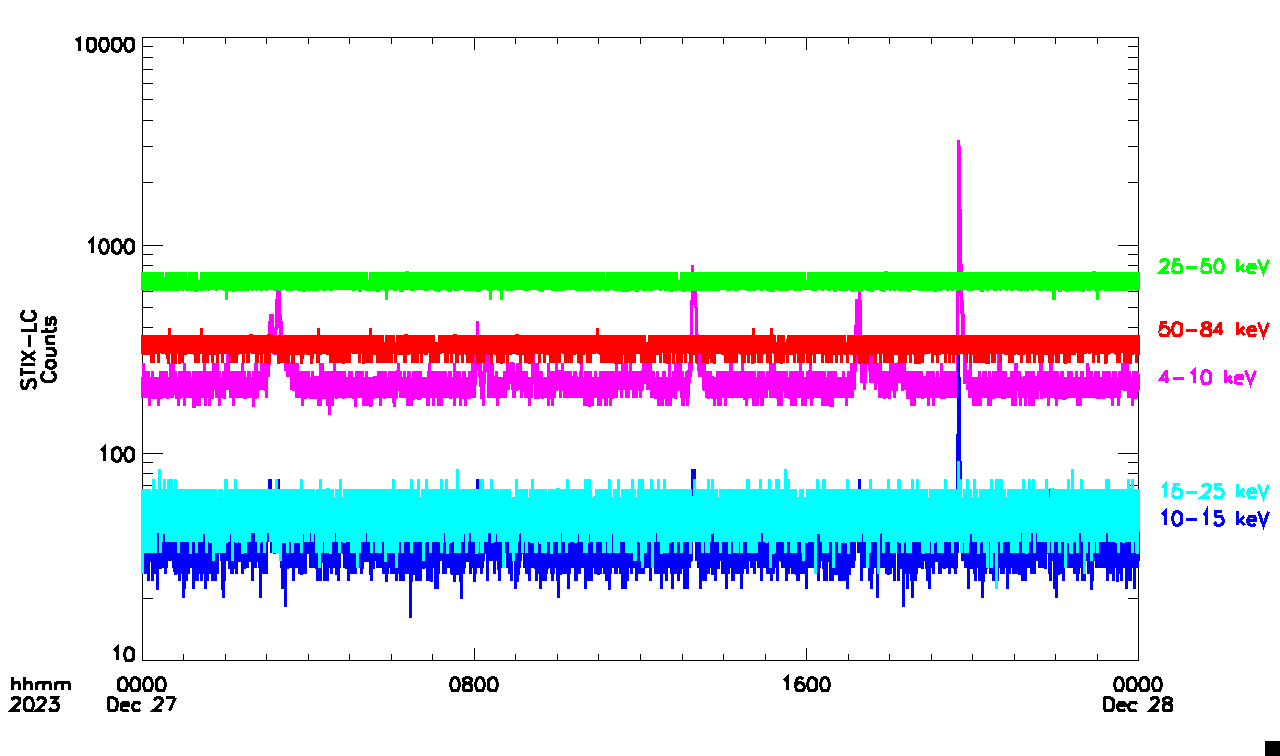 10000
1000
100
10
STIX-LC
Counts
25-50 keV
50-84 keV
4-10 keV
15-25 keV
10-15 keV
hhmm 0000 0800 1600 0000
2023 Dec 27 Dec 28